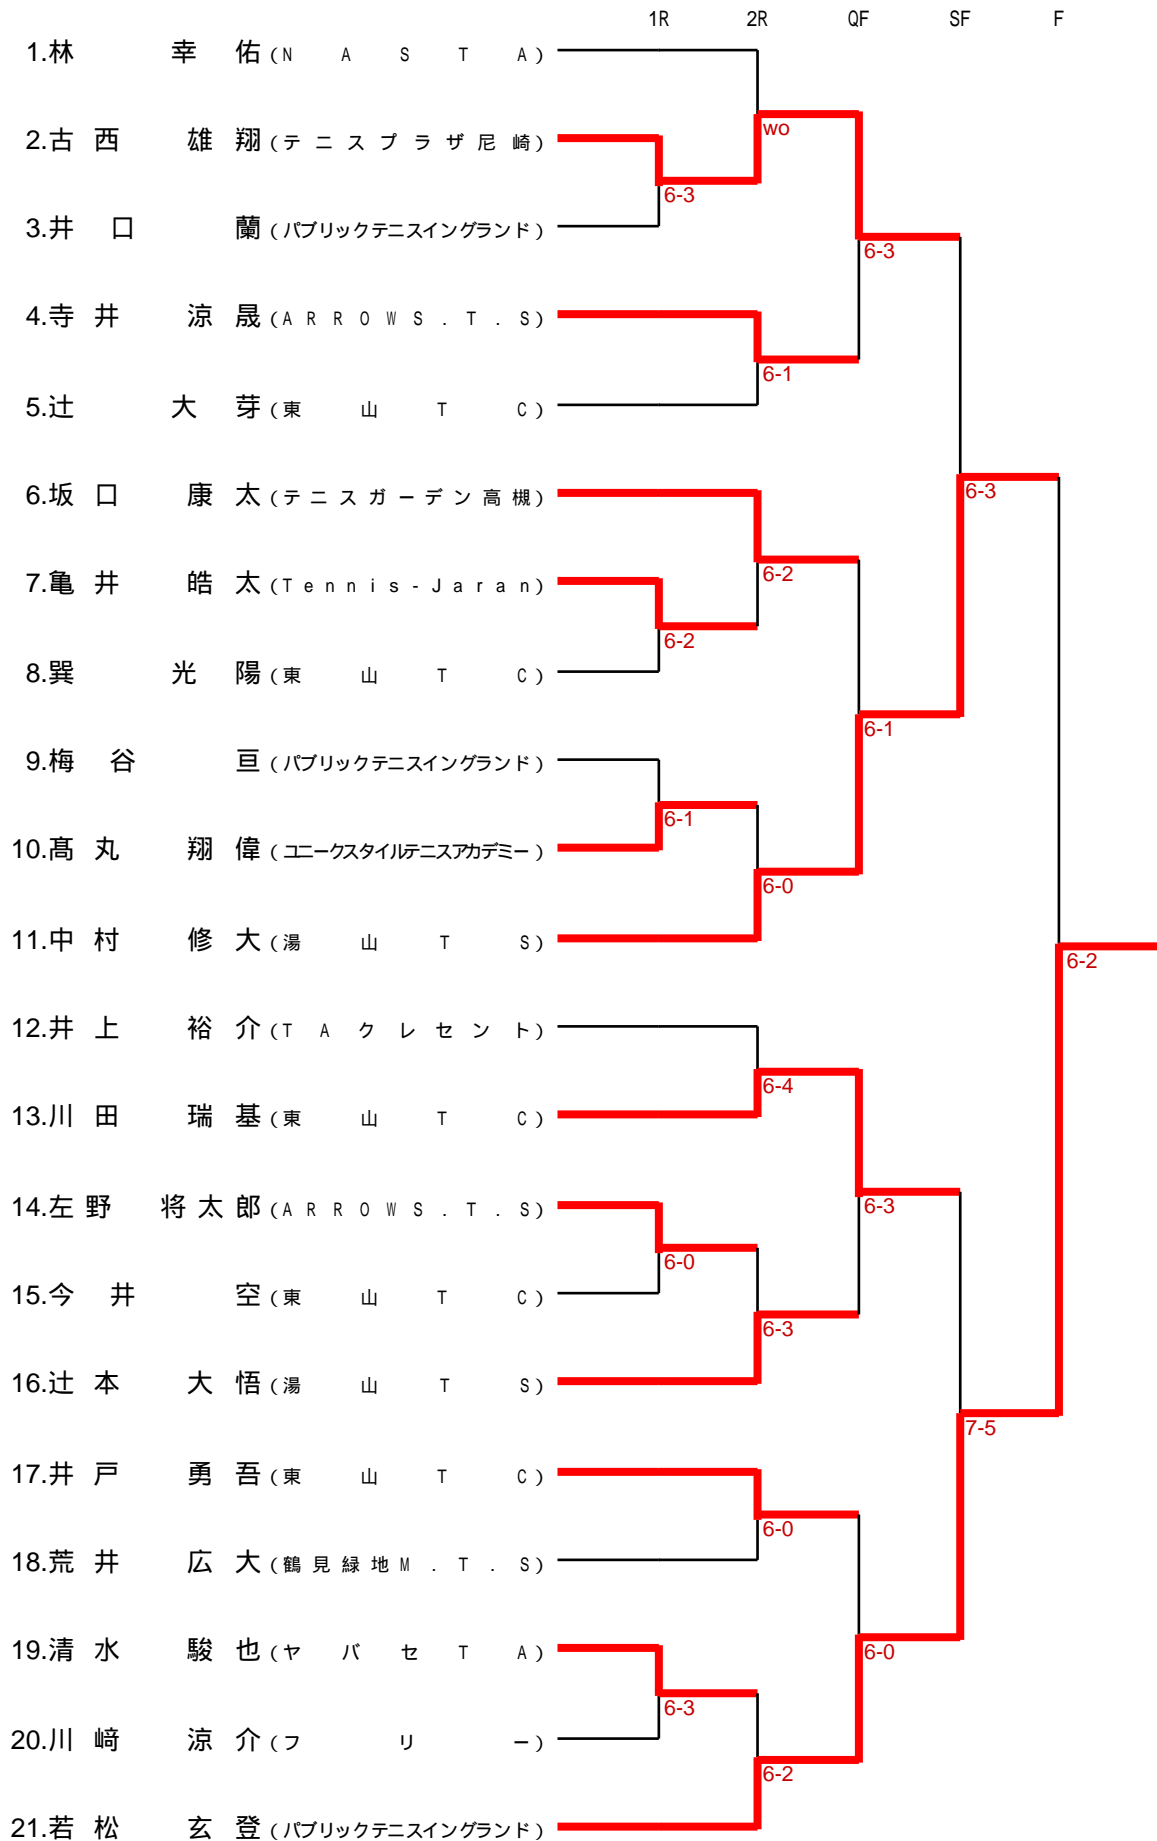 1R 2R QF SF F
1.林 幸佑 (NASTA)
wo
2.古西 雄翔 (テニスプラザ尼崎)
6-3
3.井口 蘭 (パブリックテニスイングランド)
6-3
4.寺井 涼晟 (ARROWS.T.S)
6-1
5.辻 大芽 (東山TC)
6.坂口 康太 (テニスガーデン高槻)
6-3
6-2
7.亀井 皓太 (Tennis-Jaran)
6-2
8.巽 光陽 (東山TC)
6-1
9.梅谷 亘 (パブリックテニスイングランド)
6-1
10.髙丸 翔偉 (ユニークスタイルテニスアカデミー)
6-0
11.中村 修大 (湯山TS)
6-2
12.井上 裕介 (TAクレセント)
6-4
13.川田 瑞基 (東山TC)
14.左野 将太郎 (ARROWS.T.S)
6-3
6-0
15.今井 空 (東山TC)
6-3
16.辻本 大悟 (湯山TS)
7-5
17.井戸 勇吾 (東山TC)
6-0
18.荒井 広大 (鶴見緑地M.T.S)
19.清水 駿也 (ヤバセTA)
6-0
6-3
20.川﨑 涼介 (フリー)
6-2
21.若松 玄登 (パブリックテニスイングランド)